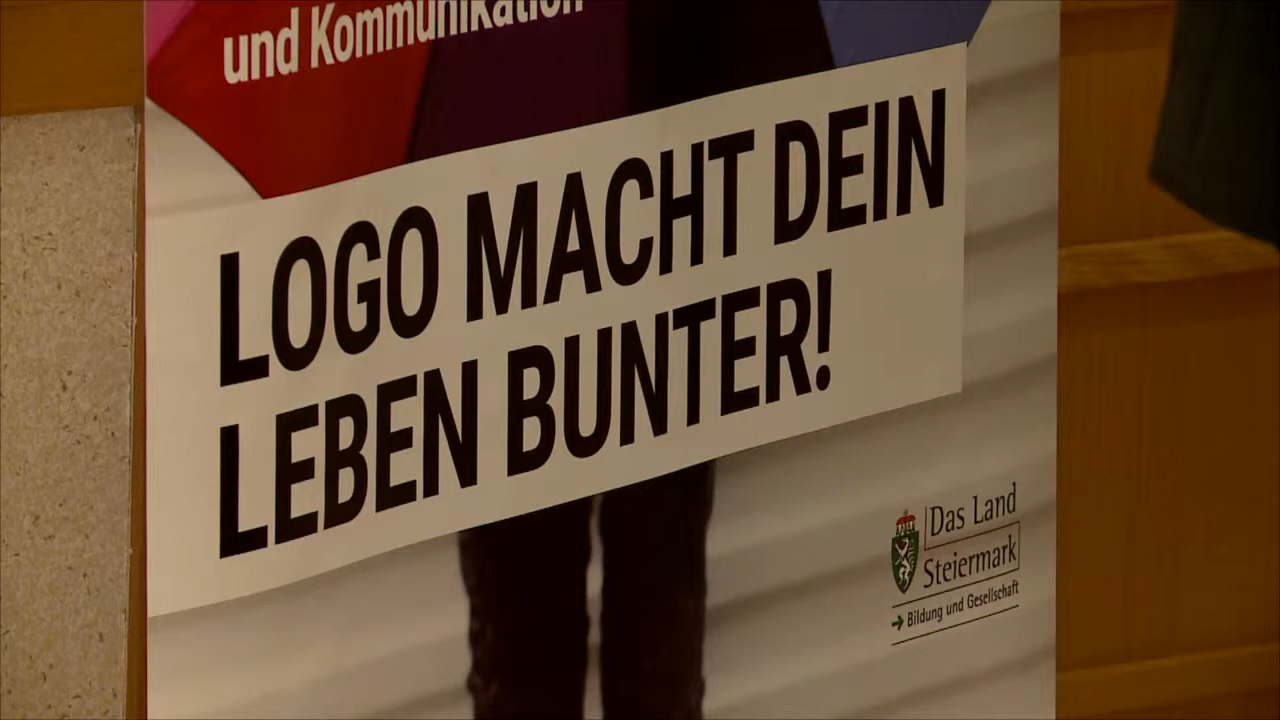 und Kommunikation
LOGO MACHT DEIN
LEBEN BUNTER!
Das Land
Steiermark
Bildung und Gesellschaft